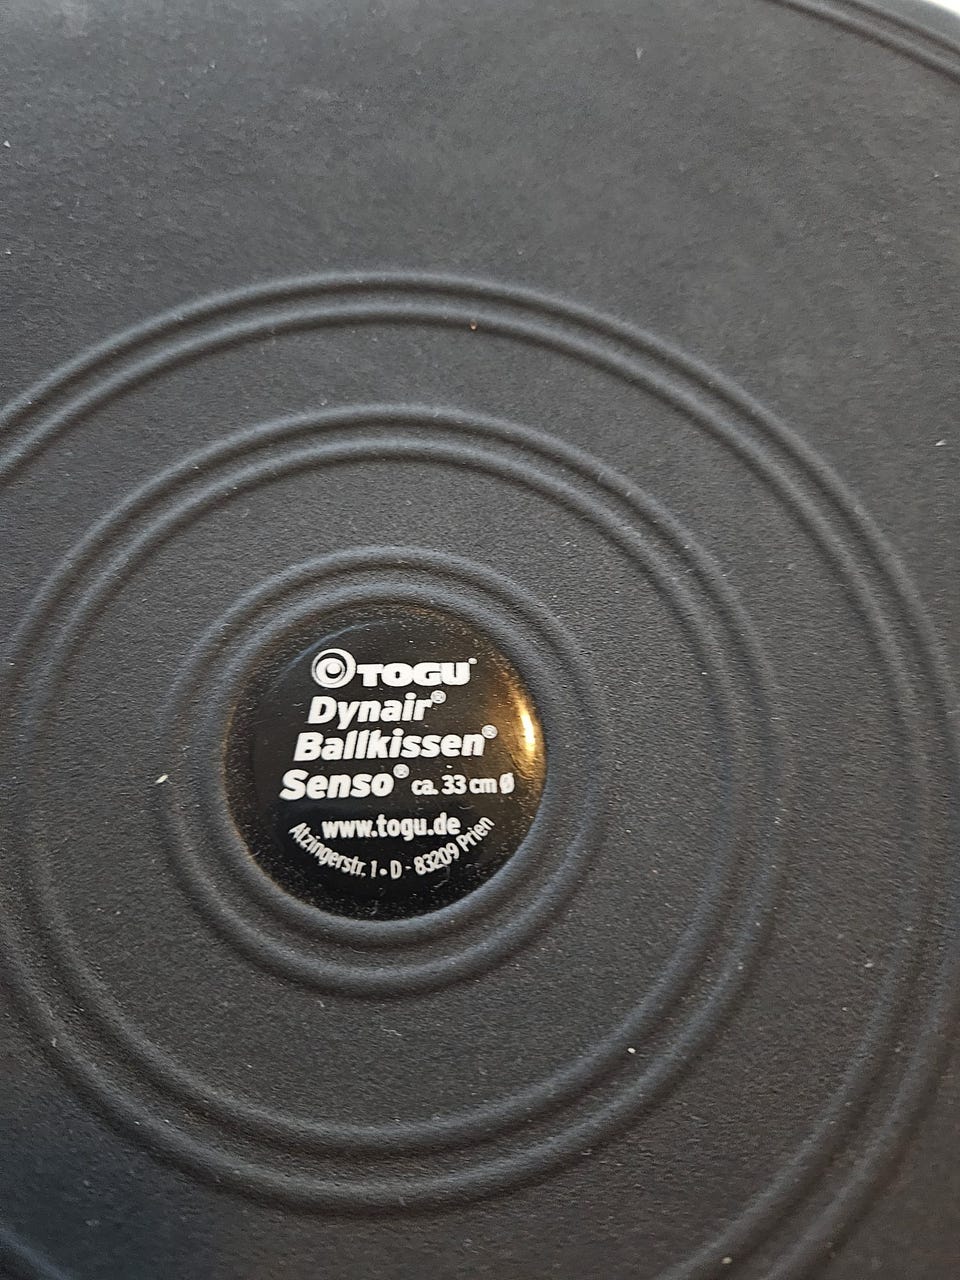 TOGU®
Dynair®
Ballkissen®
Senso® ca. 33 cm Ø
www.togu.de
Atzingerstr. 1 • D - 83209 Prien